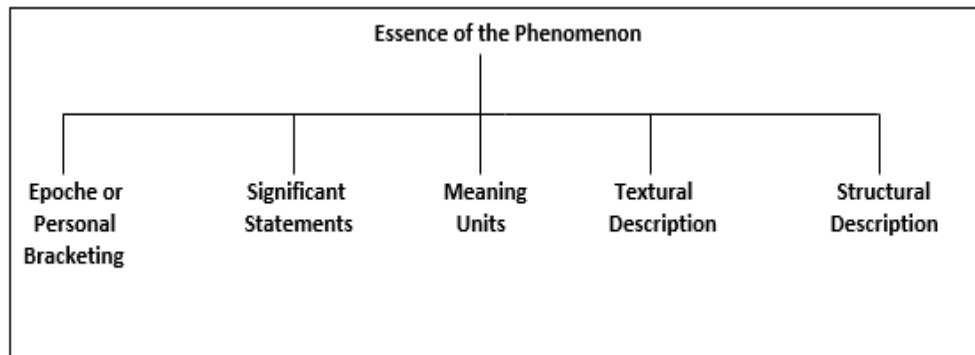 Essence of the Phenomenon
Epoche or
Personal
Bracketing
Significant
Statements
Meaning
Units
Textural
Description
Structural
Description